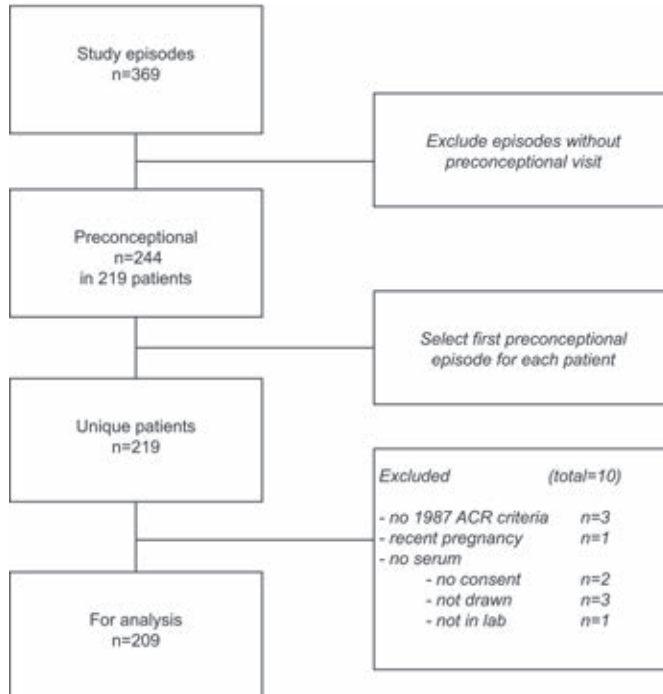 Study episodes
n=369
Exclude episodes without
preconceptional visit
Preconceptional
n=244
in 219 patients
Select first preconceptional
episode for each patient
Unique patients
n=219
Excluded (total=10)
- no 1987 ACR criteria n=3
- recent pregnancy n=1
- no serum
- no consent n=2
- not drawn n=3
- not in lab n=1
For analysis
n=209